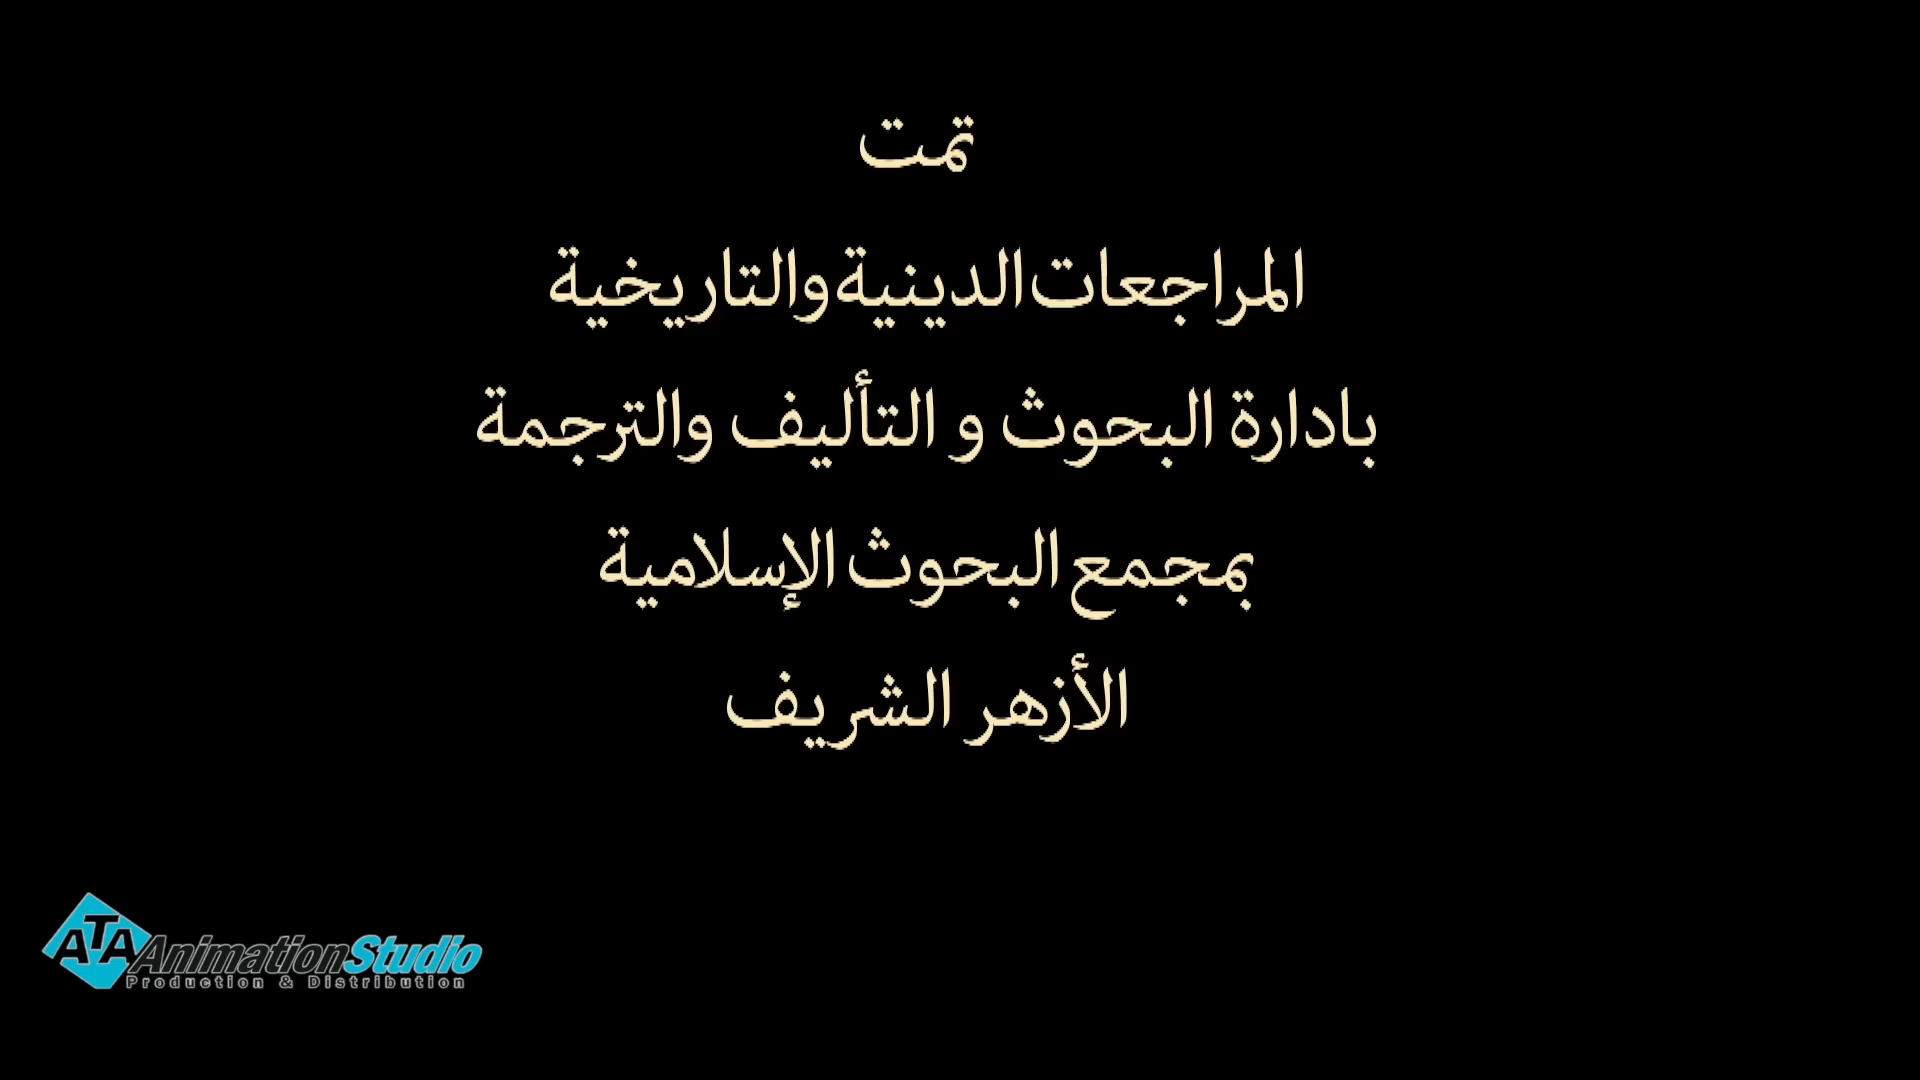 تمت
المراجعات الدينية والتاريخية
بادارة البحوث و التأليف والترجمة
بمجمع البحوث الإسلامية
الأزهر الشريف
ATA AnimationStudio
Production & Distribution